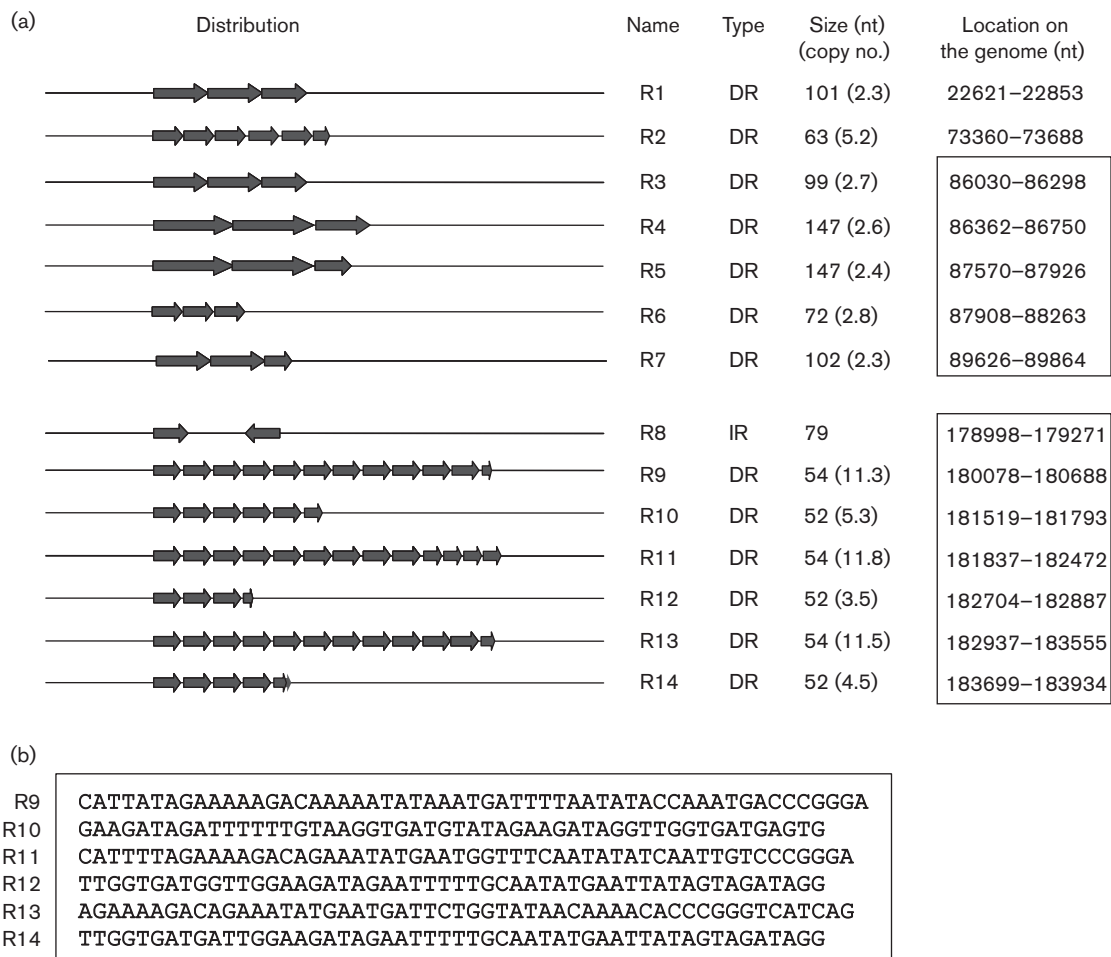 (a)
Distribution Name Type Size (nt) Location on
(copy no.) the genome (nt)
R1 DR 101 (2.3) 22621–22853
R2 DR 63 (5.2) 73360–73688
R3 DR 99 (2.7) 86030–86298
R4 DR 147 (2.6) 86362–86750
R5 DR 147 (2.4) 87570–87926
R6 DR 72 (2.8) 87908–88263
R7 DR 102 (2.3) 89626–89864
R8 IR 79 178998–179271
R9 DR 54 (11.3) 180078–180688
R10 DR 52 (5.3) 181519–181793
R11 DR 54 (11.8) 181837–182472
R12 DR 52 (3.5) 182704–182887
R13 DR 54 (11.5) 182937–183555
R14 DR 52 (4.5) 183699–183934
(b)
R9 CATTATAGAAAAAGACAAAAATATAAATGATTTTAATATACCAAATGACCCGGGA
R10 GAAGATAGATTTTTTGTAAGGTGATGTATAGAAGATAGGTTGGTGATGAGTG
R11 CATTTTAGAAAAGACAGAAATATGAATGGTTTCAATATATCAATTGTCCCGGGA
R12 TTGGTGATGGTTGGAAGATAGAATTTTTGCAATATGAATTATAGTAGATAGG
R13 AGAAAAGACAGAAATATGAATGATTCTGGTATAACAAAACACCCGGGTCATCAG
R14 TTGGTGATGATTGGAAGATAGAATTTTTGCAATATGAATTATAGTAGATAGG